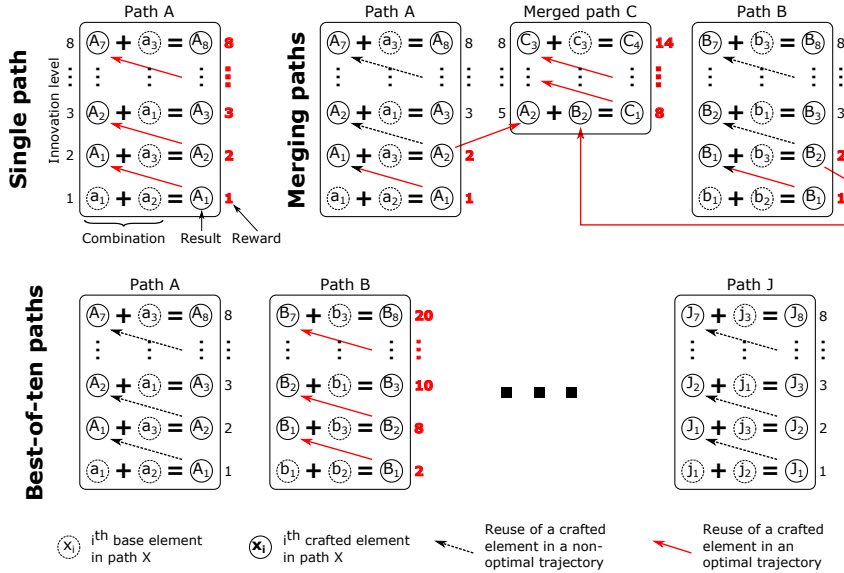 Path A
Path A
Merged path C
Path B
Single path
Innovation level
Merging paths
8 A7 + a3 = A8 8
3 A2 + a1 = A3 3
2 A1 + a3 = A2 2
1 a1 + a2 = A1 1
Combination
Result
Reward
A7 + a3 = A8 8
A2 + a1 = A3 3
A1 + a3 = A2 2
a1 + a2 = A1 1
8 C3 + c3 = C4 14
5 A2 + B2 = C1 8
B7 + b3 = B8 8
B2 + b1 = B3 3
B1 + b3 = B2 2
b1 + b2 = B1 1
Best-of-ten paths
Path A
Path B
Path J
A7 + a3 = A8 8
A2 + a1 = A3 3
A1 + a3 = A2 2
a1 + a2 = A1 1
B7 + b3 = B8 20
B2 + b1 = B3 10
B1 + b3 = B2 8
b1 + b2 = B1 2
J7 + j3 = J8 8
J2 + j1 = J3 3
J1 + j3 = J2 2
j1 + j2 = J1 1
xi
ith base element
in path X
xi
ith crafted element
in path X
Reuse of a crafted
element in a non-
optimal trajectory
Reuse of a crafted
element in an
optimal trajectory